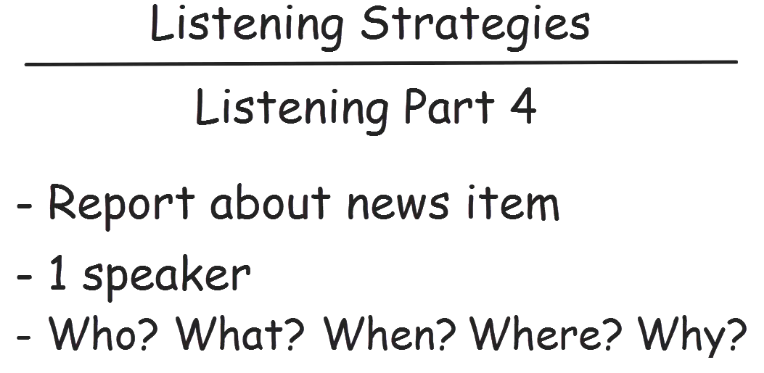 Listening Strategies
Listening Part 4
- Report about news item
- 1 speaker
- Who? What? When? Where? Why?